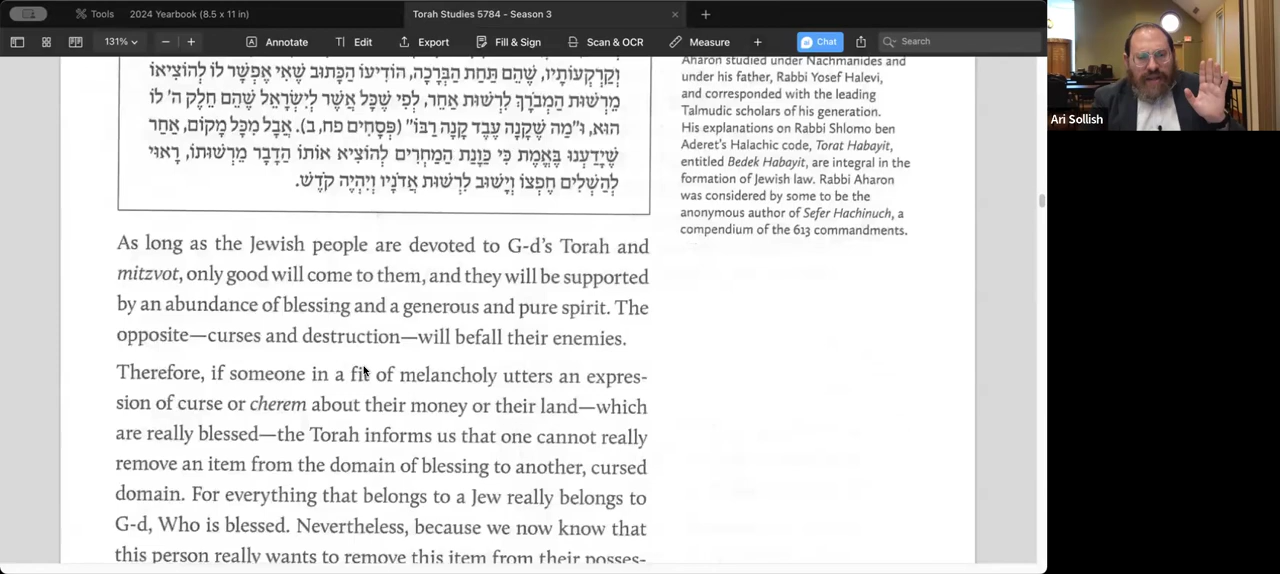 Tools
2024 Yearbook (8.5 x 11 in)
Torah Studies 5784 - Season 3
131%
Annotate
Edit
Export
Fill & Sign
Scan & OCR
Measure
Chat
Search
Ari Sollish
וְקַרְקְעוֹתָיו, שֶׁהֵם תַּחַת הַבְּרָכָה, הוֹדִיעוֹ הַכָּתוּב שֶׁאִי אֶפְשָׁר לוֹ לְהוֹצִיאוֹ
מֵרְשׁוּת הַמְבֹרָךְ לִרְשׁוּת אַחֵר, לְפִי שֶׁכָּל אֲשֶׁר לְיִשְׂרָאֵל שֶׁהֵם חֵלֶק ה' לוֹ
הוּא, וּ"מַה שֶׁקָנָה עֶבֶד קָנָה רַבּוֹ" (פְּסָחִים פח, ב). אֲבָל מִכָּל מָקוֹם, אַחַר
שֶׁיָדַעְנוּ בֶּאֱמֶת כִּי כַּוָנַת הַמַחֲרִים לְהוֹצִיא אוֹתוֹ הַדָבָר מֵרְשׁוּתוֹ, רָאוּי
לְהַשְׁלִים חֶפְצוֹ וְיָשׁוּב לִרְשׁוּת אֲדֹנָיו וְיִהְיֶה קֹדֶשׁ.
As long as the Jewish people are devoted to G-d's Torah and
mitzvot, only good will come to them, and they will be supported
by an abundance of blessing and a generous and pure spirit. The
opposite—curses and destruction—will befall their enemies.
Therefore, if someone in a fit of melancholy utters an expres-
sion of curse or cherem about their money or their land—which
are really blessed—the Torah informs us that one cannot really
remove an item from the domain of blessing to another, cursed
domain. For everything that belongs to a Jew really belongs to
G-d, Who is blessed. Nevertheless, because we now know that
this person really wants to remove this item from their posses-
Aharon studied under Nachmanides and
under his father, Rabbi Yosef Halevi,
and corresponded with the leading
Talmudic scholars of his generation.
His explanations on Rabbi Shlomo ben
Aderet's Halachic code, Torat Habayit,
entitled Bedek Habayit, are integral in the
formation of Jewish law. Rabbi Aharon
was considered by some to be the
anonymous author of Sefer Hachinuch, a
compendium of the 613 commandments.